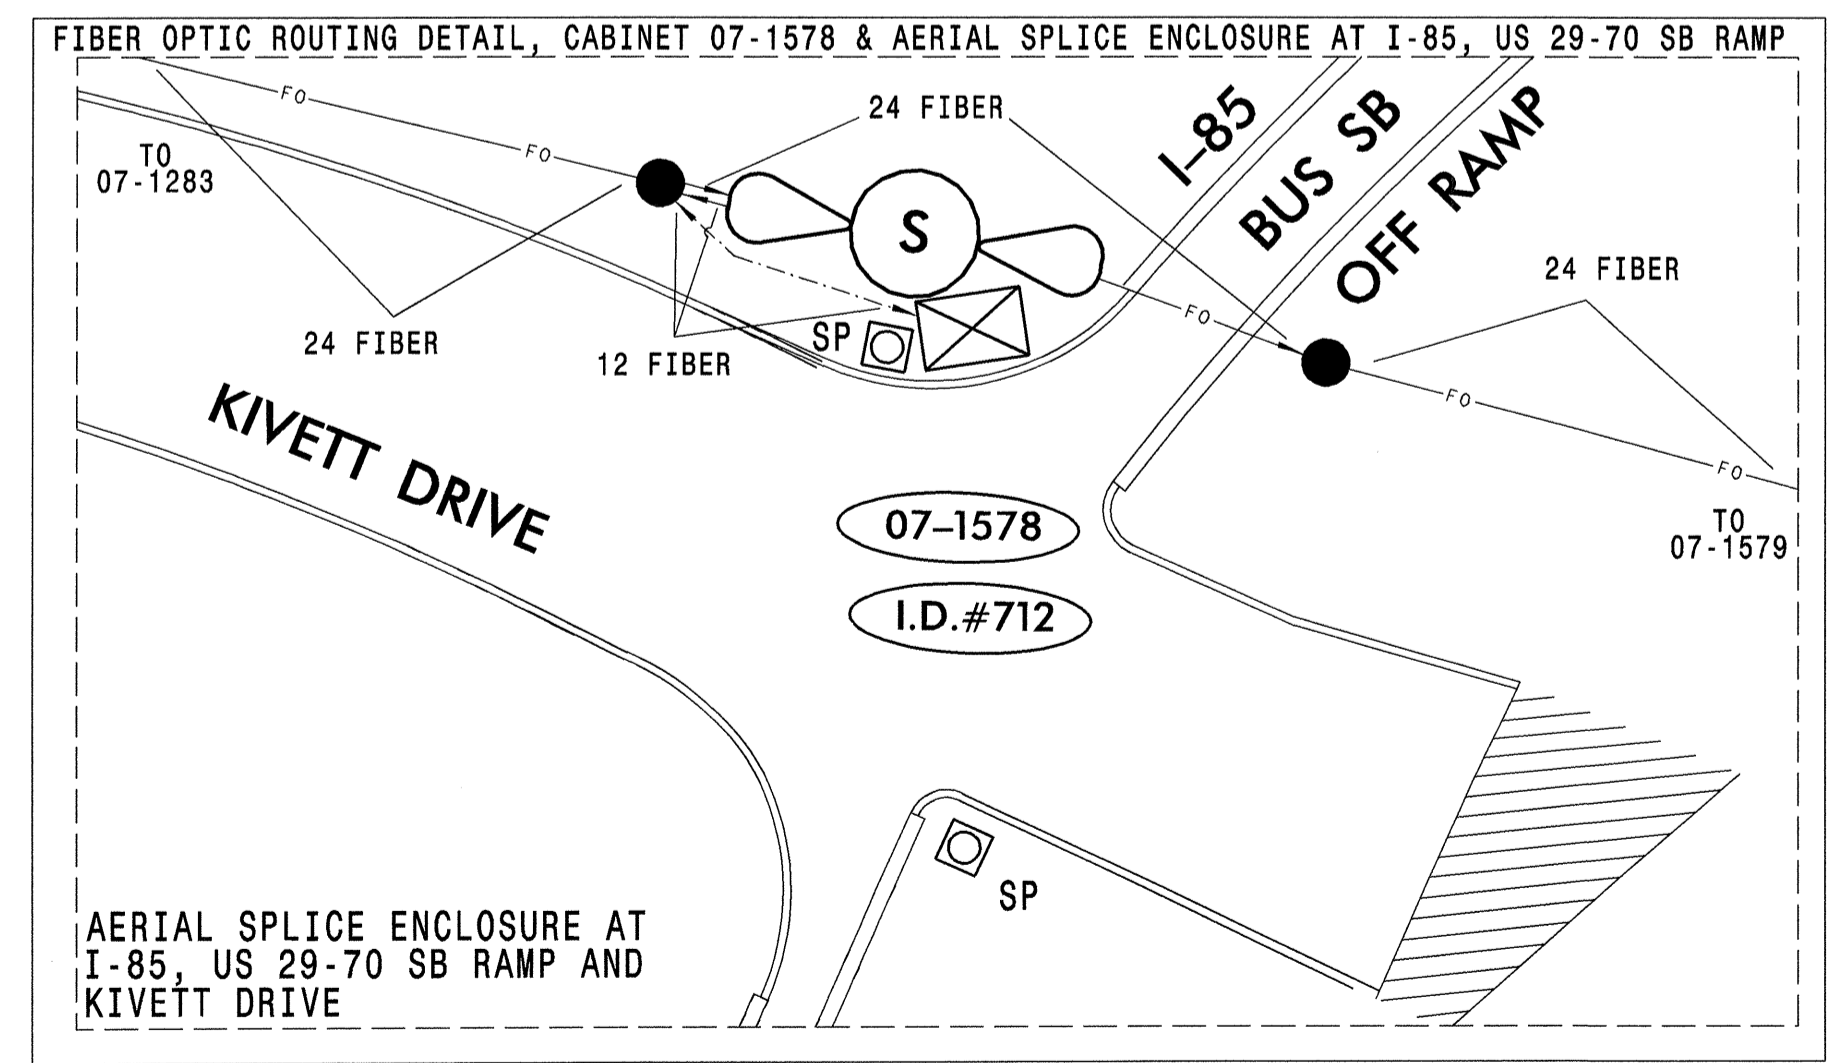 FIBER OPTIC ROUTING DETAIL, CABINET 07-1578 & AERIAL SPLICE ENCLOSURE AT I-85, US 29-70 SB RAMP
FO
FO
24 FIBER
I-85
BUS SB
OFF RAMP
TO
07-1283
S
24 FIBER
FO
24 FIBER
12 FIBER
SP
FO
FO
KIVETT DRIVE
07-1578
TO
07-1579
I.D.#712
SP
AERIAL SPLICE ENCLOSURE AT
I-85, US 29-70 SB RAMP AND
KIVETT DRIVE